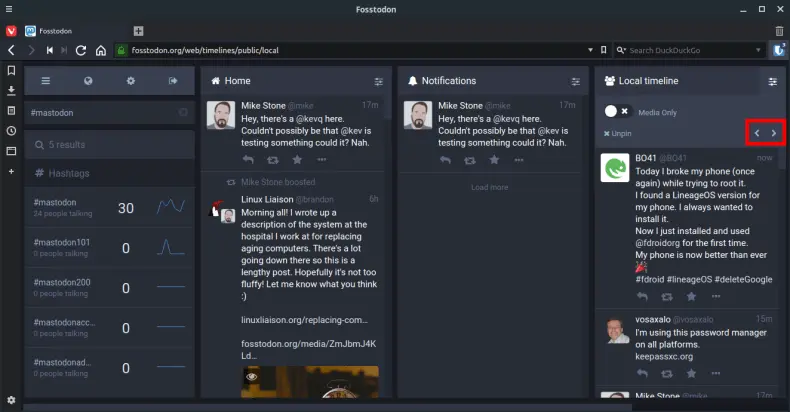 Fosstodon
Fosstodon
fosstodon.org/web/timelines/public/local
Search DuckDuckGo
#mastodon
5 results
Hashtags
#mastodon
24 people talking
30
#mastodon101
0 people talking
0
#mastodon200
0 people talking
0
#mastodonacc...
0 people talking
0
#mastodonad...
0 people talking
0
Home
Mike Stone @mike 17m
Hey, there's a @kevq here.
Couldn't possibly be that @kev is
testing something could it? Nah.
Mike Stone boosted
Linux Liaison @brandon 6h
Morning all! I wrote up a
description of the system at the
hospital I work at for replacing
aging computers. There's a lot
going down there so this is a
lengthy post. Hopefully it's not too
fluffy! Let me know what you think
:)
linuxliaison.org/replacing-com...
fosstodon.org/media/ZmJbmJ4K
Ld...
Notifications
Mike Stone @mike 17m
Hey, there's a @kevq here.
Couldn't possibly be that @kev is
testing something could it? Nah.
Load more
Local timeline
Media Only
Unpin
BO41 @BO41 now
Today I broke my phone (once
again) while trying to root it.
I found a LineageOS version for
my phone. I always wanted to
install it.
Now I just installed and used
@fdroidorg for the first time.
My phone is now better than ever
#fdroid #lineageOS #deleteGoogle
vosaxalo @vosaxalo 15m
I'm using this password manager
on all platforms.
keepassxc.org
Mike Stone @mike 17m